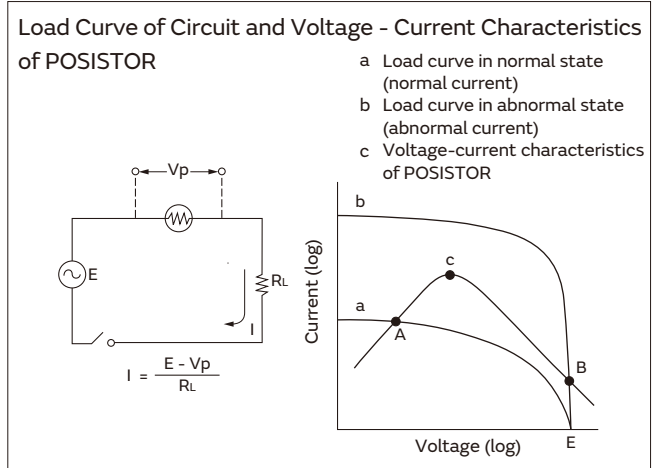 Load Curve of Circuit and Voltage - Current Characteristics
of POSISTOR
a Load curve in normal state
(normal current)
b Load curve in abnormal state
(abnormal current)
c Voltage-current characteristics
of POSISTOR
Vp
E
RL
I
I = E - Vp
RL
b
c
a
A
B
Current (log)
Voltage (log)
E